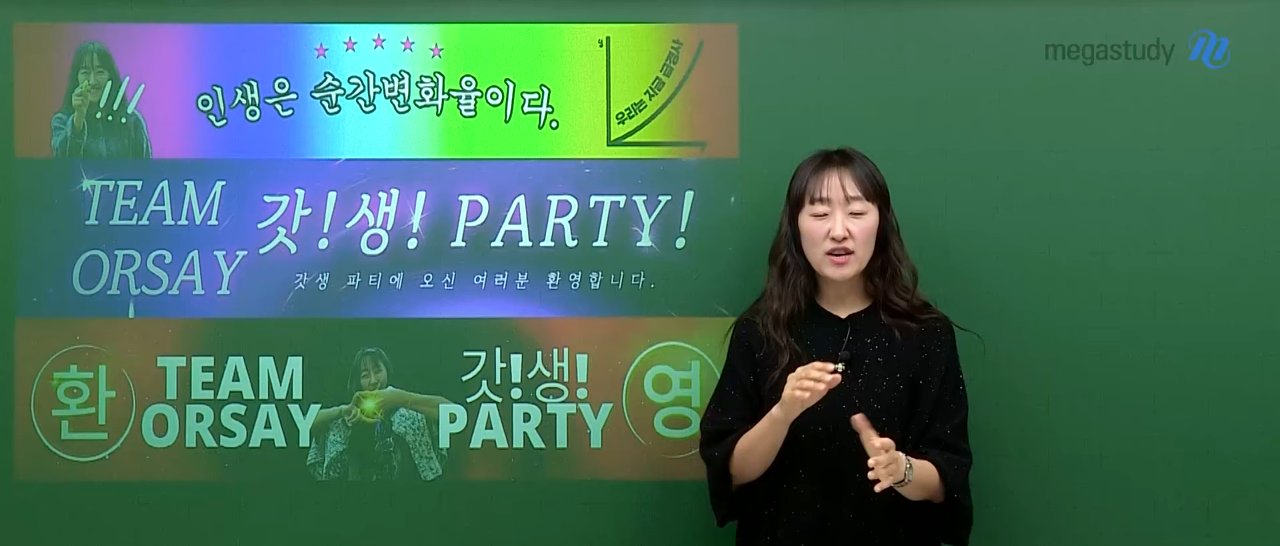 megastudy
!!!
인생은 순간변화율이다.
y
우리는 지금 급경사
TEAM
ORSAY
갓!생! PARTY!
갓생 파티에 오신 여러분 환영합니다.
환
TEAM
ORSAY
갓!생!
PARTY
영